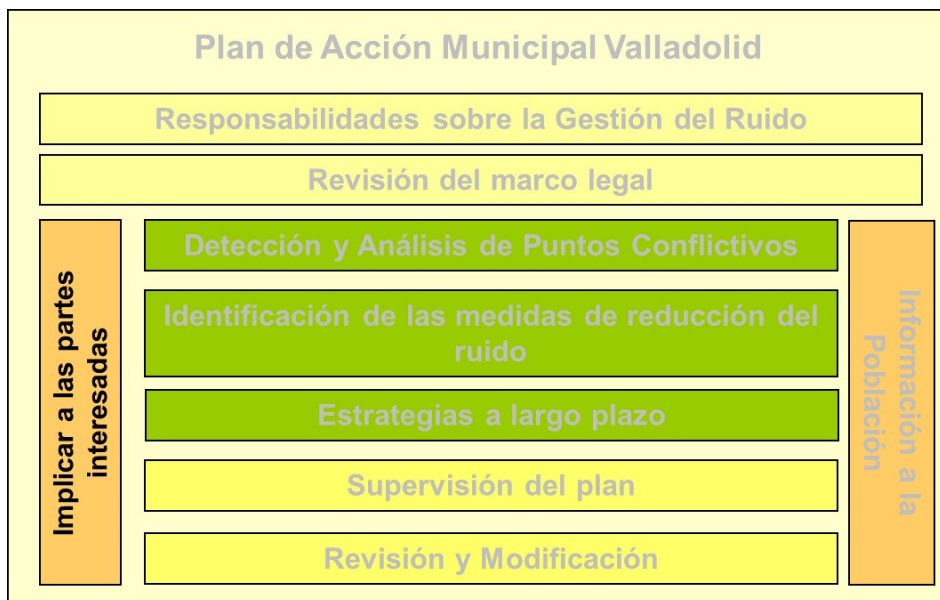 Plan de Acción Municipal Valladolid
Responsabilidades sobre la Gestión del Ruido
Revisión del marco legal
Implicar a las partes
interesadas
Detección y Análisis de Puntos Conflictivos
Identificación de las medidas de reducción del
ruido
Estrategias a largo plazo
Supervisión del plan
Revisión y Modificación
Información a la
Población